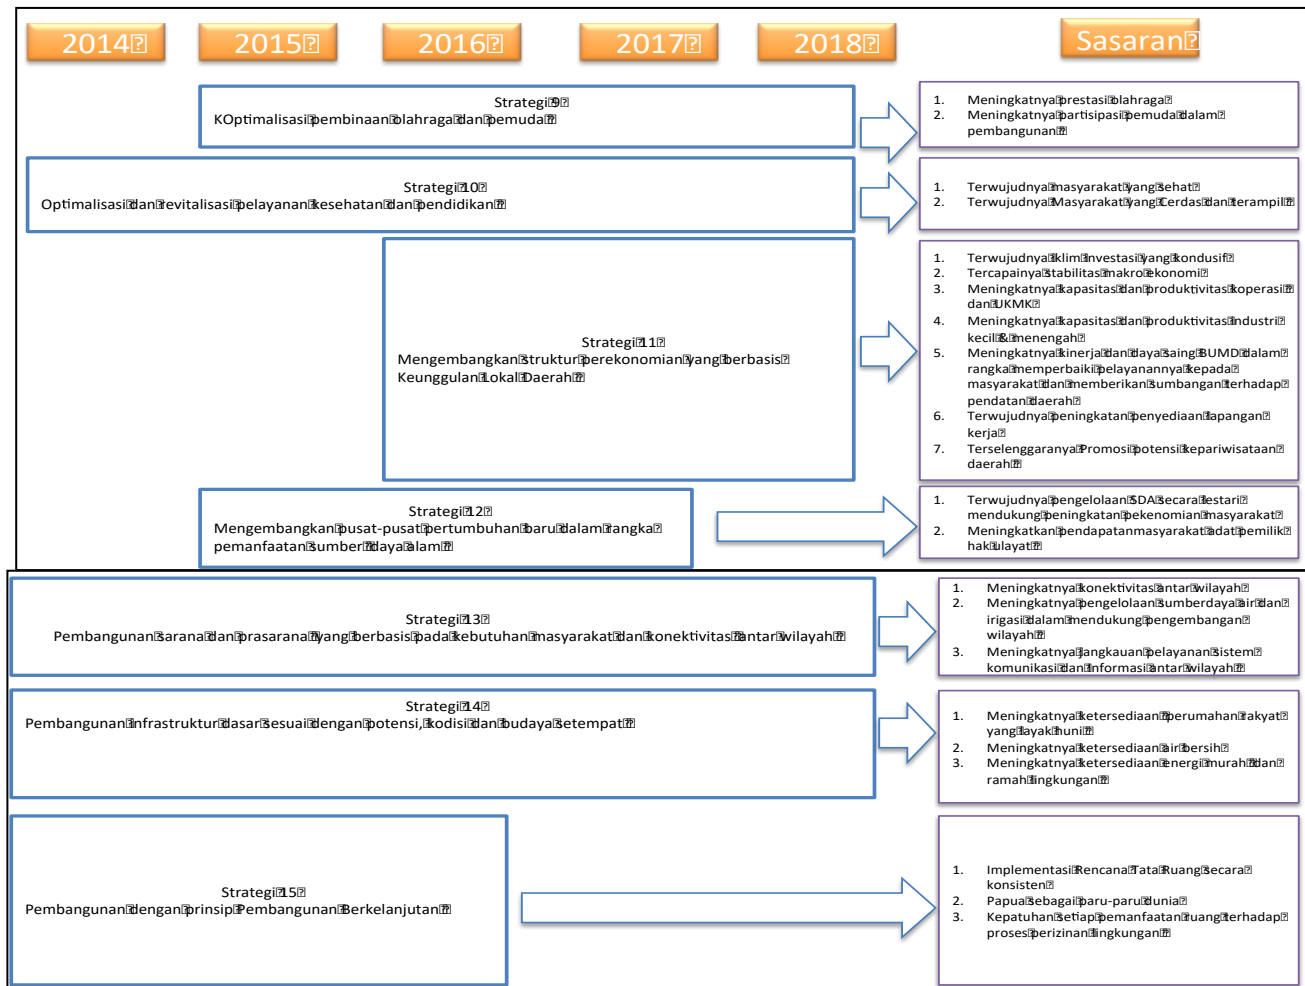 2014 2015 2016 2017 2018 Sasaran
Strategi 9
KOptimalisasi pembinaan olahraga dan pemuda
1. Meningkatnya prestasi olahraga
2. Meningkatnya partisipasi pemuda dalam
pembangunan
Strategi 10
Optimalisasi dan revitalisasi pelayanan kesehatan dan pendidikan
1. Terwujudnya masyarakat yang sehat
2. Terwujudnya Masyarakat yang Cerdas dan terampil
Strategi 11
Mengembangkan struktur perekonomian yang berbasis
Keunggulan Lokal Daerah
1. Terwujudnya Iklim Investasi yang kondusif
2. Tercapainya stabilitas makro ekonomi
3. Meningkatnya kapasitas dan produktivitas koperasi
dan UKMK
4. Meningkatnya kapasitas dan produktivitas Industri
kecil & menengah
5. Meningkatnya kinerja dan daya saing BUMD dalam
rangka memperbaiki pelayanannya kepada
masyarakat dan memberikan sumbangan terhadap
pendatan daerah
6. Terwujudnya peningkatan penyediaan lapangan
kerja
7. Terselenggaranya Promosi potensi kepariwisataan
daerah
Strategi 12
Mengembangkan pusat-pusat pertumbuhan baru dalam rangka
pemanfaatan sumber daya alam
1. Terwujudnya pengelolaan SDA secara lestari
mendukung peningkatan pekenomian masyarakat
2. Meningkatkan pendapatanmasyarakat adat pemilik
hak ulayat
Strategi 13
Pembangunan sarana dan prasarana yang berbasis pada kebutuhan masyarakat dan konektivitas antar wilayah
1. Meningkatnya konektivitas antar wilayah
2. Meningkatnya pengelolaan sumberdaya air dan
irigasi dalam mendukung pengembangan
wilayah
3. Meningkatnya jangkauan pelayanan sistem
komunikasi dan Informasi antar wilayah
Strategi 14
Pembangunan Infrastruktur dasar sesuai dengan potensi, kodisi dan budaya setempat
1. Meningkatnya ketersediaan perumahan rakyat
yang layak huni
2. Meningkatnya ketersediaan air bersih
3. Meningkatnya ketersediaan energi murah dan
ramah lingkungan
Strategi 15
Pembangunan dengan prinsip Pembangunan Berkelanjutan
1. Implementasi Rencana Tata Ruang secara
konsisten
2. Papua sebagai paru-paru dunia
3. Kepatuhan setiap pemanfaatan ruang terhadap
proses perizinan lingkungan